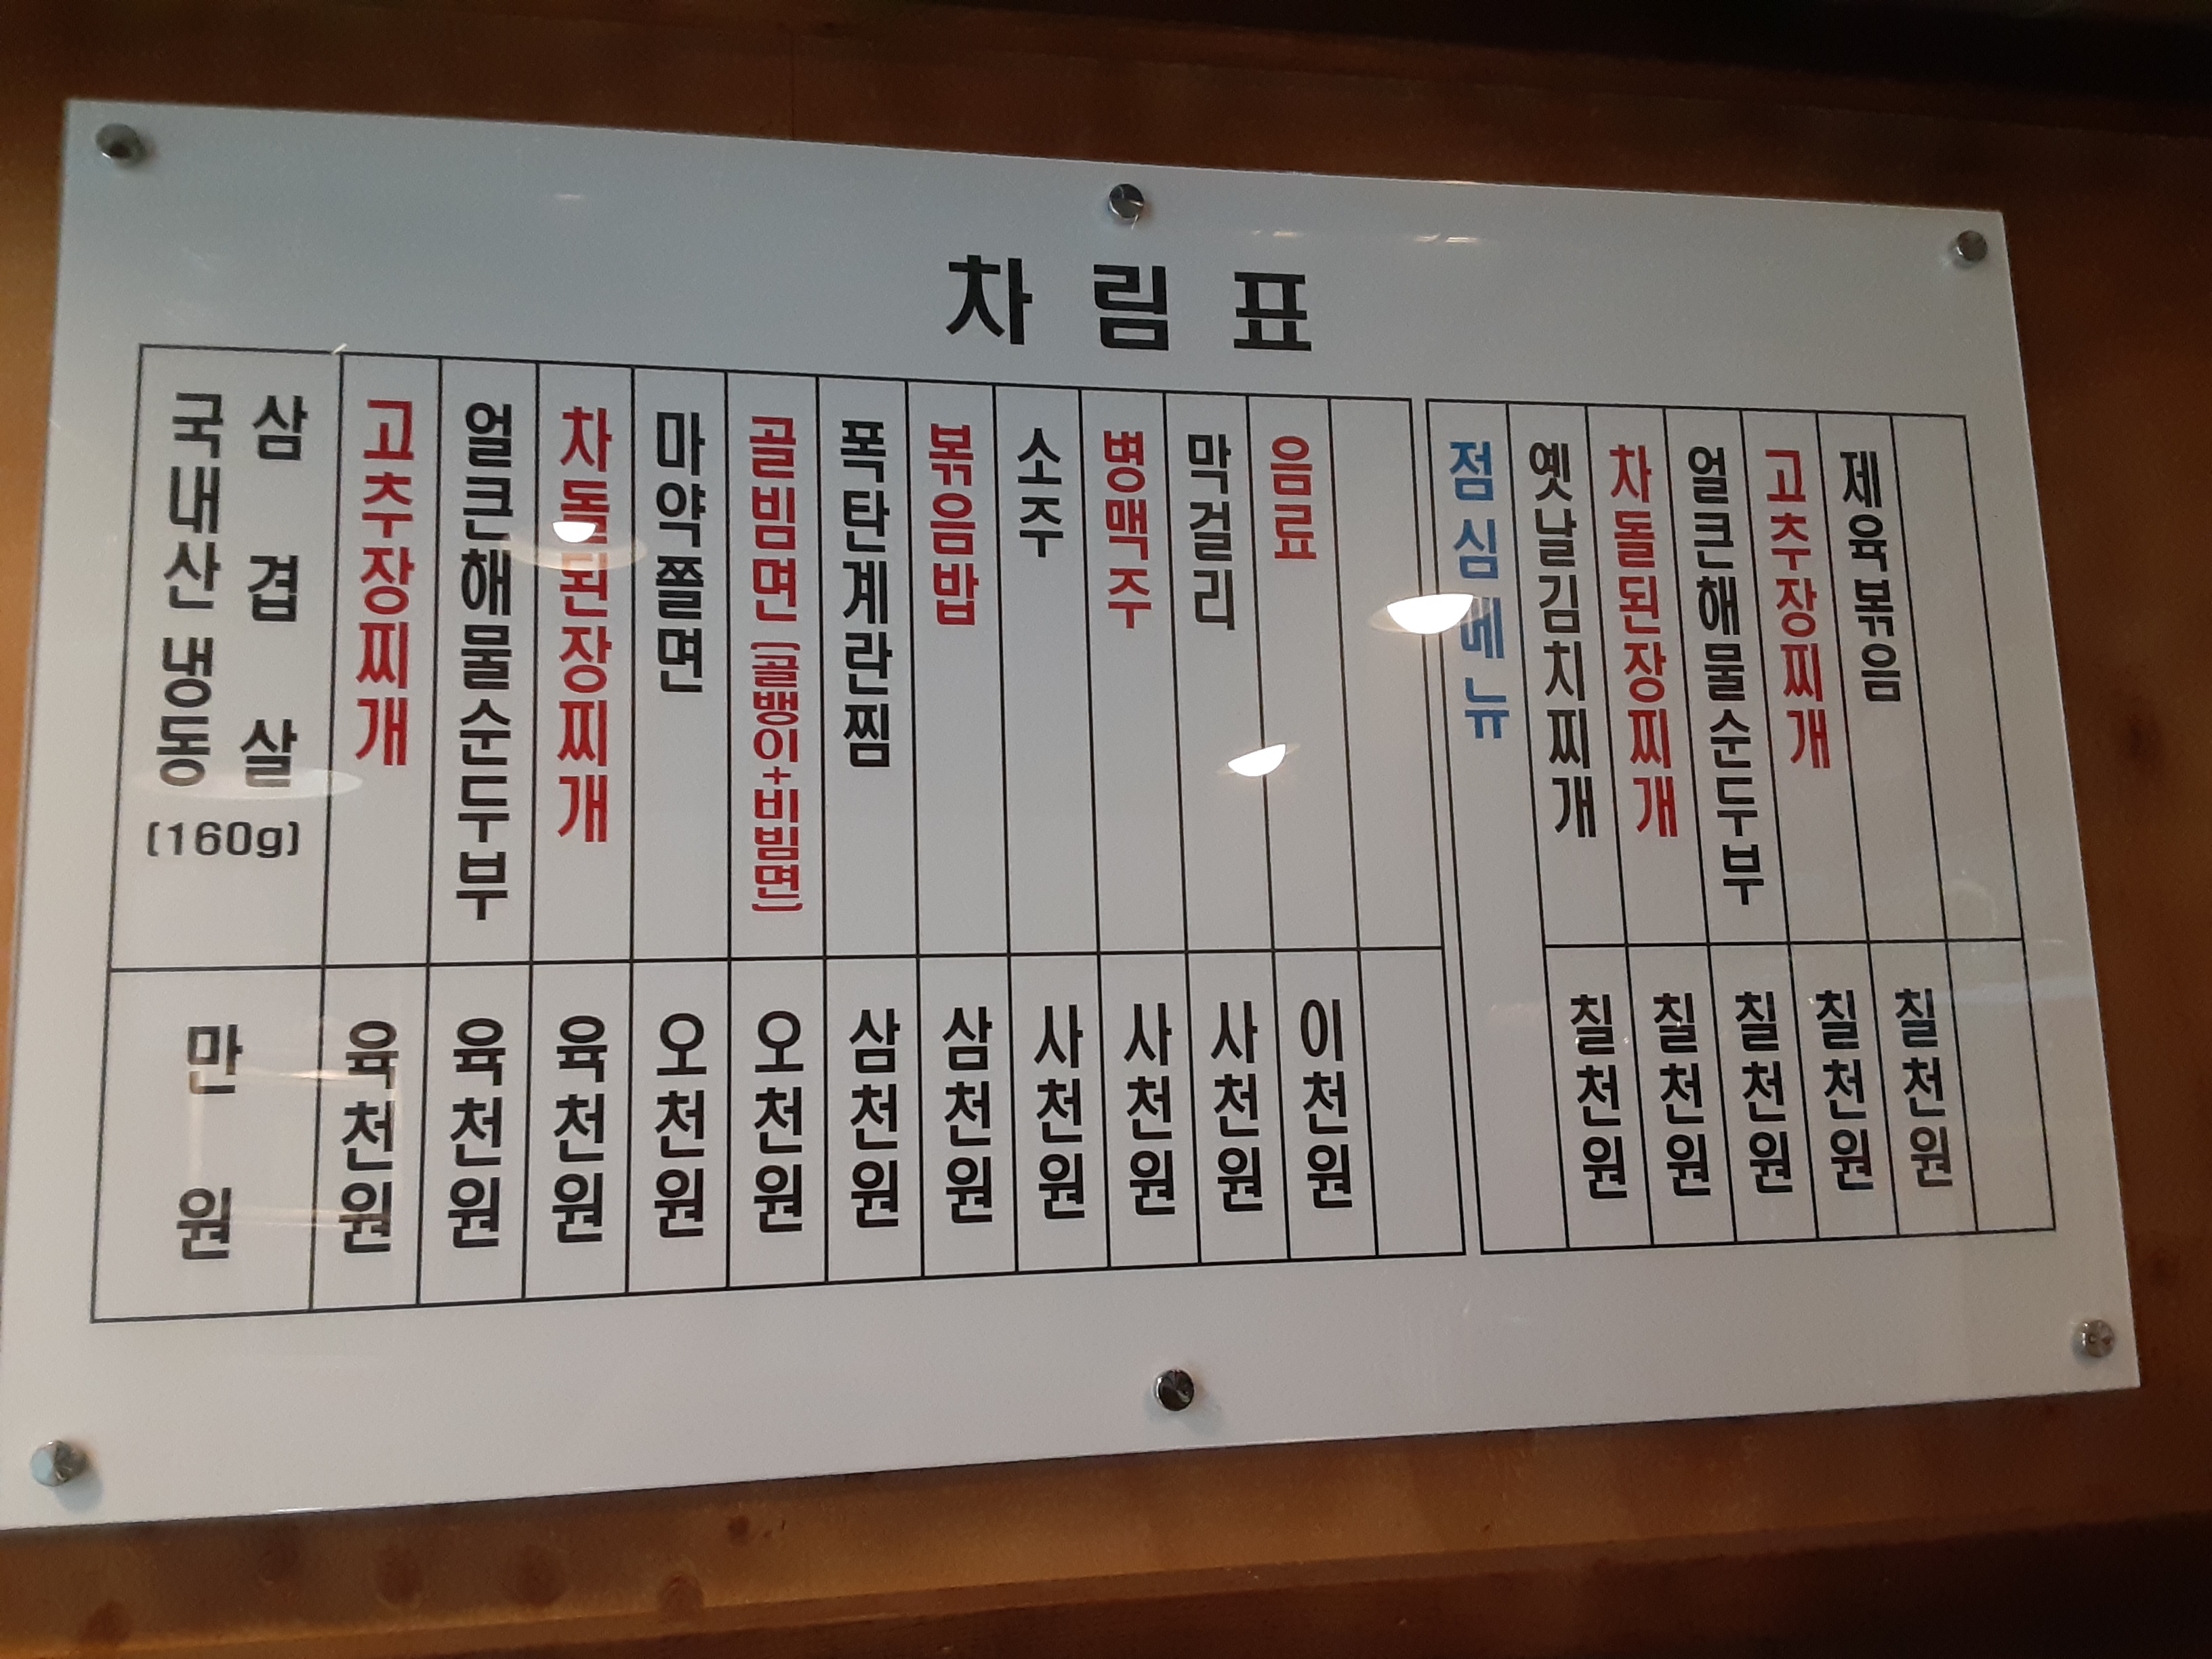 차림표
국내산 냉동 삼겹살
(160g)
만원
고추장찌개
육천원
얼큰해물순두부
육천원
차돌된장찌개
육천원
마약쫄면
오천원
골빔면 (골뱅이+비빔면)
오천원
폭탄계란찜
삼천원
볶음밥
삼천원
소주
사천원
병맥주
사천원
막걸리
사천원
음료
이천원
점심메뉴
옛날김치찌개
칠천원
차돌된장찌개
칠천원
얼큰해물순두부
칠천원
고추장찌개
칠천원
제육볶음
칠천원